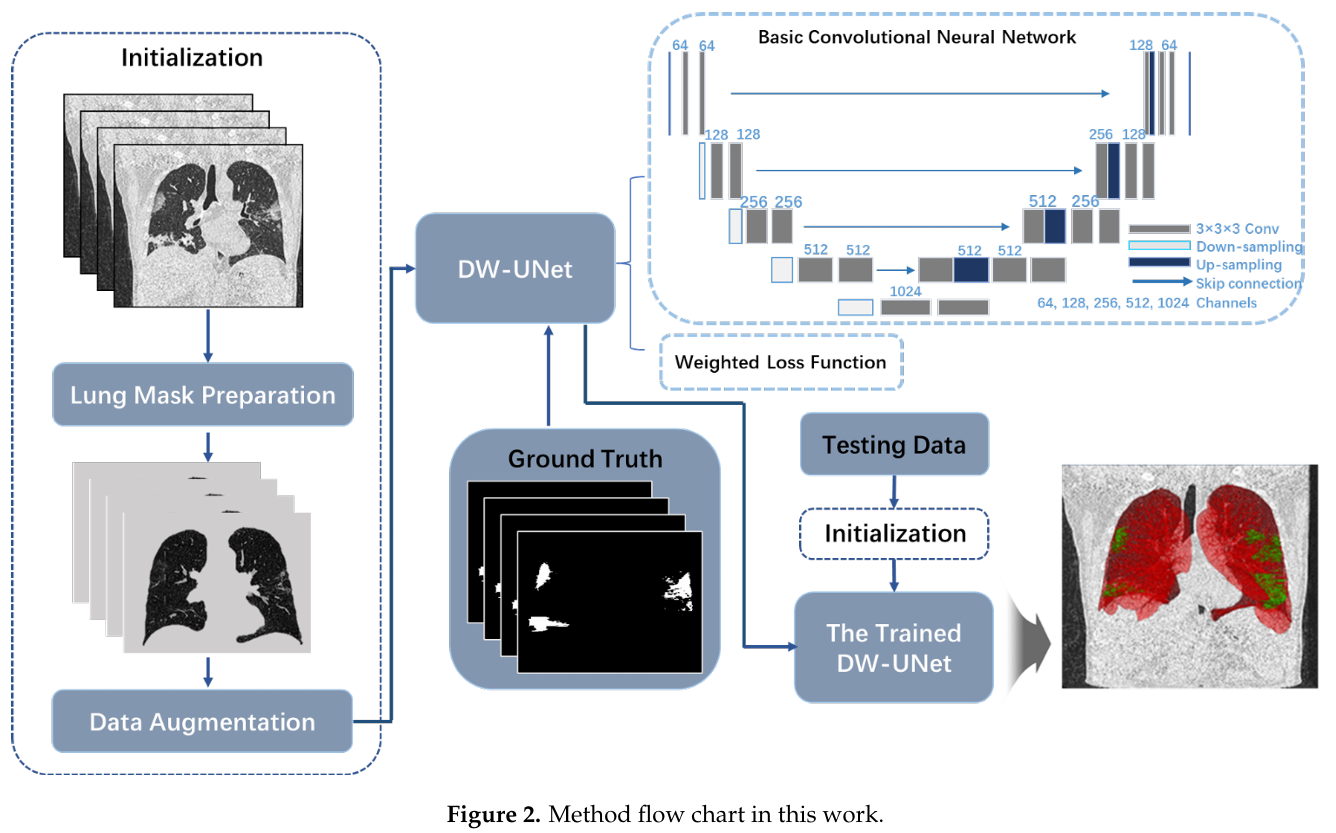 Initialization
Lung Mask Preparation
Data Augmentation
DW-UNet
Ground Truth
Basic Convolutional Neural Network
64 64
128 64
128 128
256 128
256 256
512 256
512 512
512 512
1024
3×3×3 Conv
Down-sampling
Up-sampling
Skip connection
64, 128, 256, 512, 1024 Channels
Weighted Loss Function
Testing Data
Initialization
The Trained
DW-UNet
Figure 2. Method flow chart in this work.